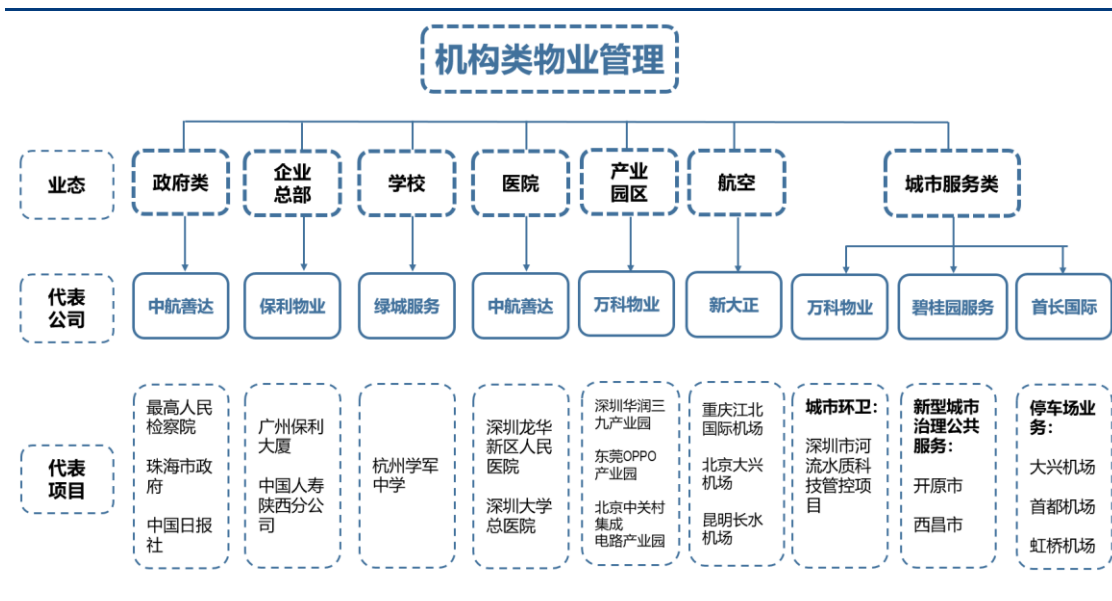 机构类物业管理
业态
政府类
企业
总部
学校
医院
产业
园区
航空
城市服务类
代表
公司
中航善达
保利物业
绿城服务
中航善达
万科物业
新大正
万科物业
碧桂园服务
首长国际
代表
项目
最高人民
检察院
珠海市政
府
中国日报
社
广州保利
大厦
中国人寿
陕西分公
司
杭州学军
中学
深圳龙华
新区人民
医院
深圳大学
总医院
深圳华润三
九产业园
东莞OPPO
产业园
北京中关村
集成
电路产业园
重庆江北
国际机场
北京大兴
机场
昆明长水
机场
城市环卫：
深圳市河
流水质科
技管控项
目
新型城市
治理公共
服务：
开原市
西昌市
停车场业
务：
大兴机场
首都机场
虹桥机场